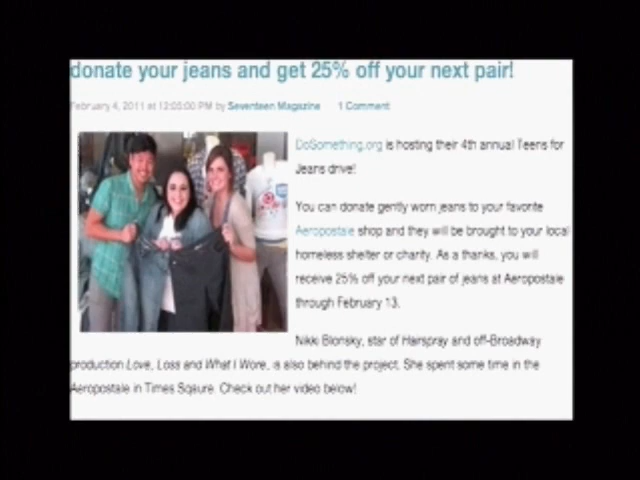 donate your jeans and get 25% off your next pair!
February 4, 2011 at 12:05:00 PM by Seventeen Magazine 1 Comment
DoSomething.org is hosting their 4th annual Teens for
Jeans drive!
You can donate gently worn jeans to your favorite
Aeropostale shop and they will be brought to your local
homeless shelter or charity. As a thanks, you will
receive 25% off your next pair of jeans at Aeropostale
through February 13.
Nikki Blonsky, star of Hairspray and off-Broadway
production Love, Loss and What I Wore, is also behind the project. She spent some time in the
Aeropostale in Times Sqaure. Check out her video below!